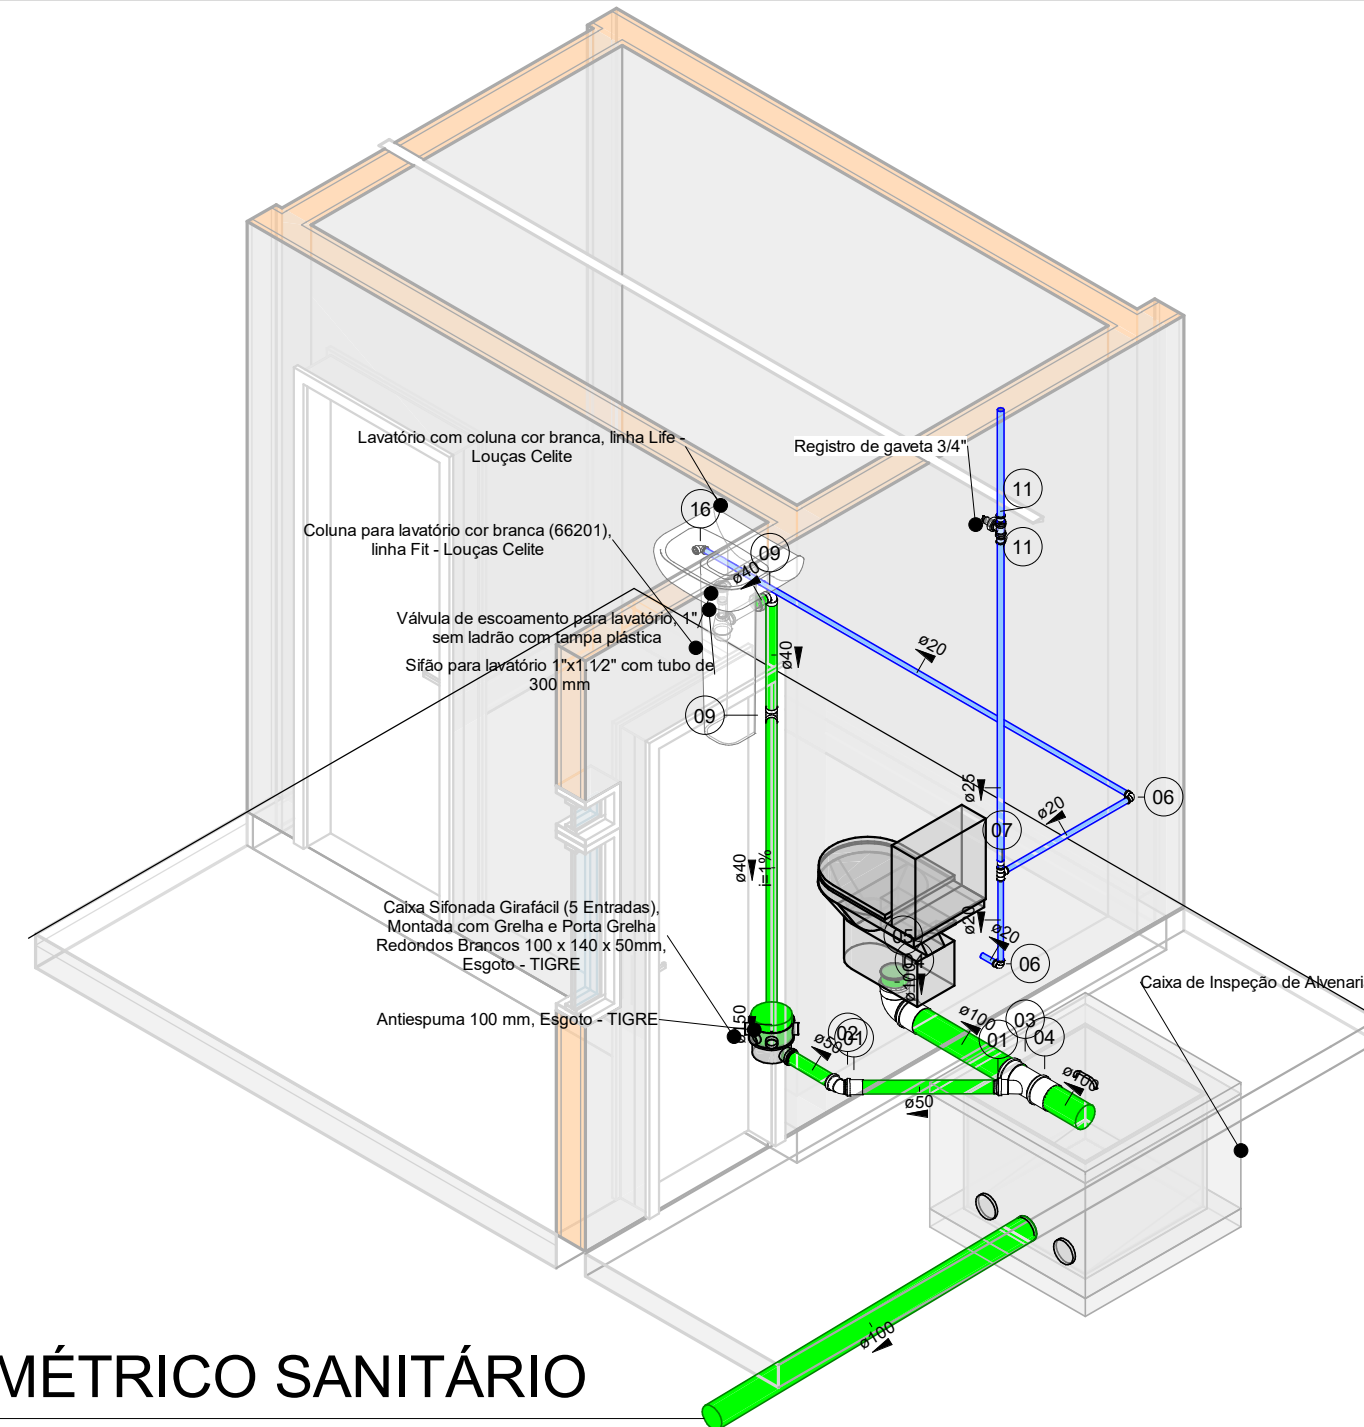 Lavatório com coluna cor branca, linha Life -
Louças Celite
Registro de gaveta 3/4"
11
16
Coluna para lavatório cor branca (66201),
linha Fit - Louças Celite
11
09
ø40
Válvula de escoamento para lavatório, 1"
sem ladrão com tampa plástica
ø40
ø20
Sifão para lavatório 1"x1.1/2" com tubo de
300 mm
09
ø25
06
ø20
07
ø40
i=1%
Caixa Sifonada Girafácil (5 Entradas),
Montada com Grelha e Porta Grelha
Redondos Brancos 100 x 140 x 50mm,
Esgoto - TIGRE
ø20
ø20
05
04
06
ø100
Caixa de Inspeção de Alvenari
Antiespuma 100 mm, Esgoto - TIGRE
ø50
02
01
ø50
ø100
03
01
04
ø100
ø50
ø100
MÉTRICO SANITÁRIO